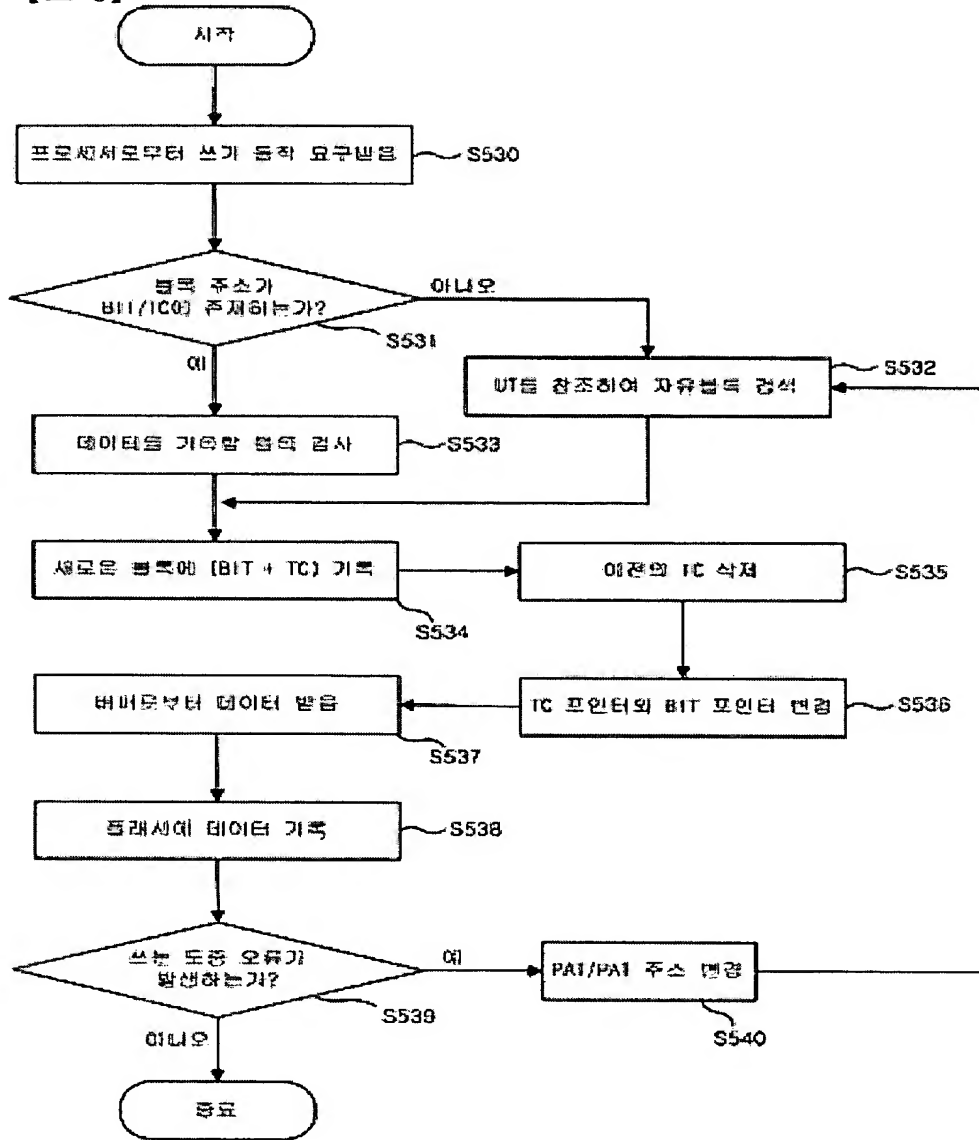 시작
프로세서로부터 쓰기 동작 요구받음
S530
블록 주소가
BIT/TC에 존재하는가?
아니오
S531
예
S532
UT를 참조하여 자유블록 검색
데이터를 기록할 블록 검사
S533
새로운 블록에 (BIT + TC) 기록
S534
이전의 TC 삭제
S535
TC 포인터와 BIT 포인터 변경
S536
버퍼로부터 데이터 받음
S537
플래시에 데이터 기록
S538
쓰는 도중 오류가
발생하는가?
예
S539
PAT/PAT 주소 변경
S540
아니오
종료